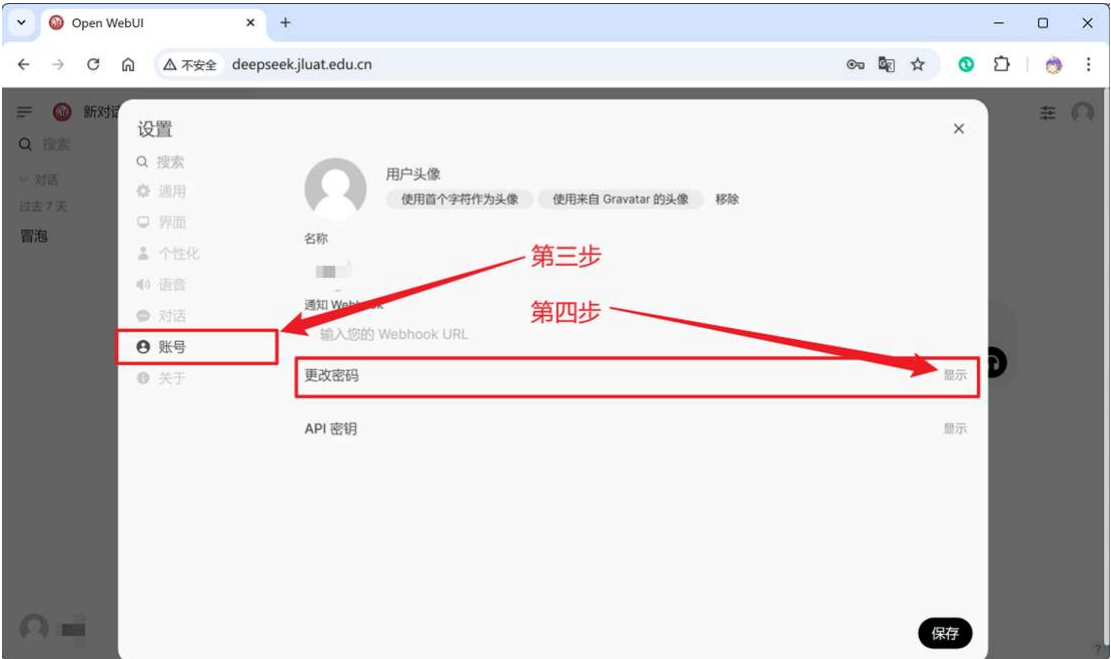 Open WebUI
不安全 deepseek.jluat.edu.cn
新对话
搜索
对话
过去 7 天
冒泡
设置
搜索
通用
界面
个性化
语音
对话
账号
关于
用户头像
使用首个字符作为头像 使用来自 Gravatar 的头像 移除
名称
第三步
通知 Webhook
第四步
输入您的 Webhook URL
更改密码 显示
API 密钥 显示
保存
?